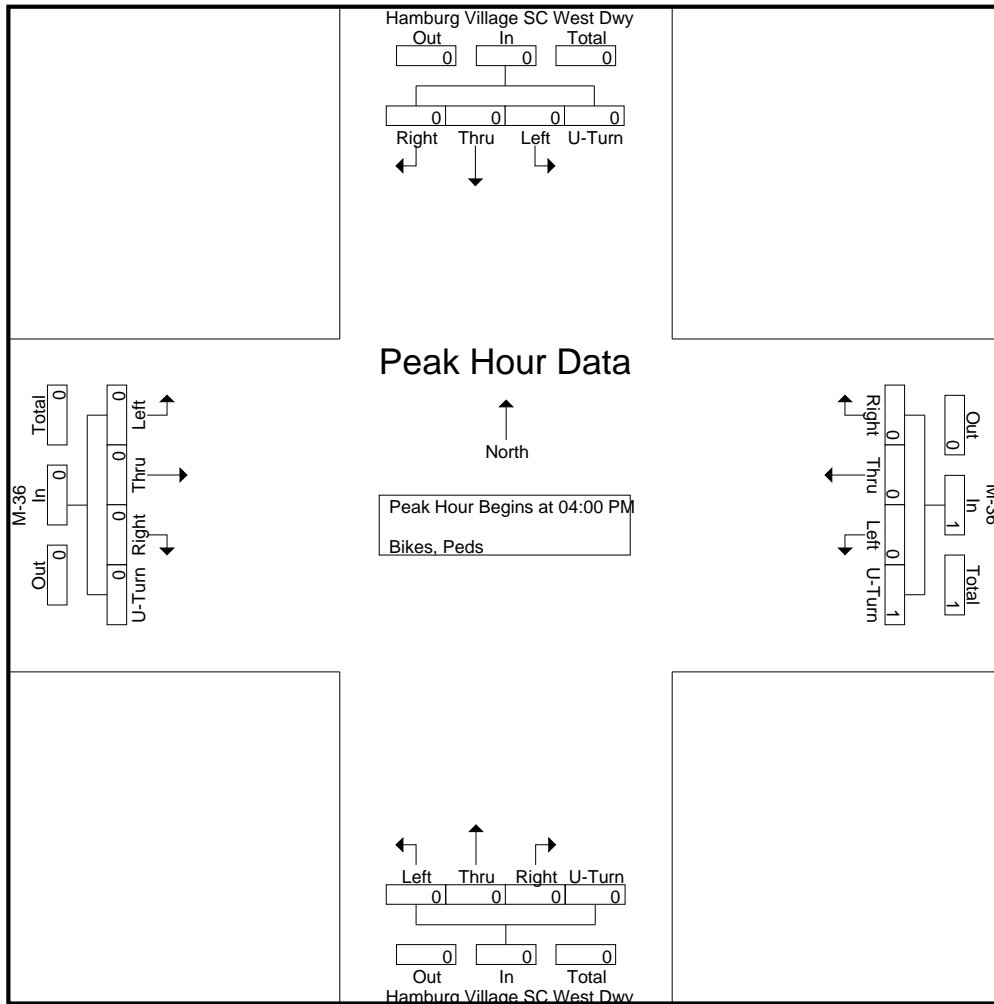 Hamburg Village SC West Dwy
Out In Total
0 0 0
0 0 0 0
Right Thru Left U-Turn
Peak Hour Data
North
Peak Hour Begins at 04:00 PM
Bikes, Peds
M-36
Total In Out
0 0 0
0 0 0 0
Left Thru Right U-Turn
Right Thru Left U-Turn
0 0 0 1
0 1 1
Out In Total
M-36
Left Thru Right U-Turn
0 0 0 0
0 0 0
Out In Total
Hamburg Village SC West Dwy